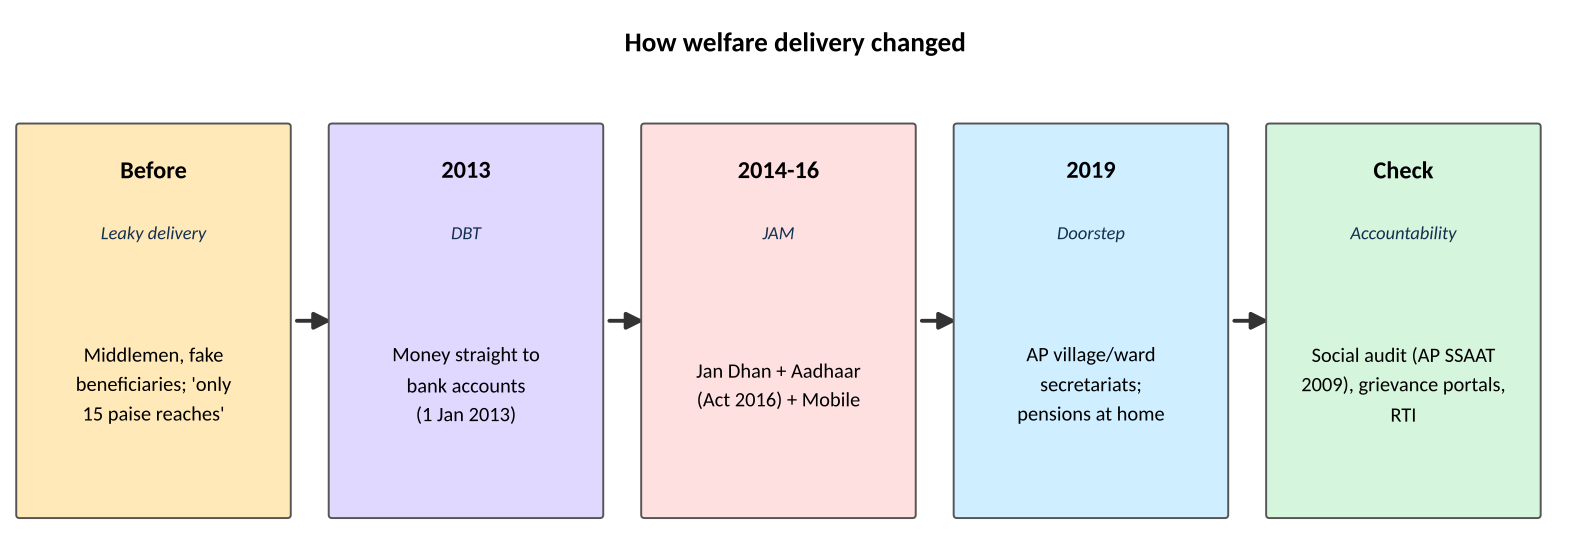 How welfare delivery changed
Before
Leaky delivery
Middlemen, fake
beneficiaries; 'only
15 paise reaches'
2013
DBT
Money straight to
bank accounts
(1 Jan 2013)
2014-16
JAM
Jan Dhan + Aadhaar
(Act 2016) + Mobile
2019
Doorstep
AP village/ward
secretariats;
pensions at home
Check
Accountability
Social audit (AP SSAAT
2009), grievance portals,
RTI